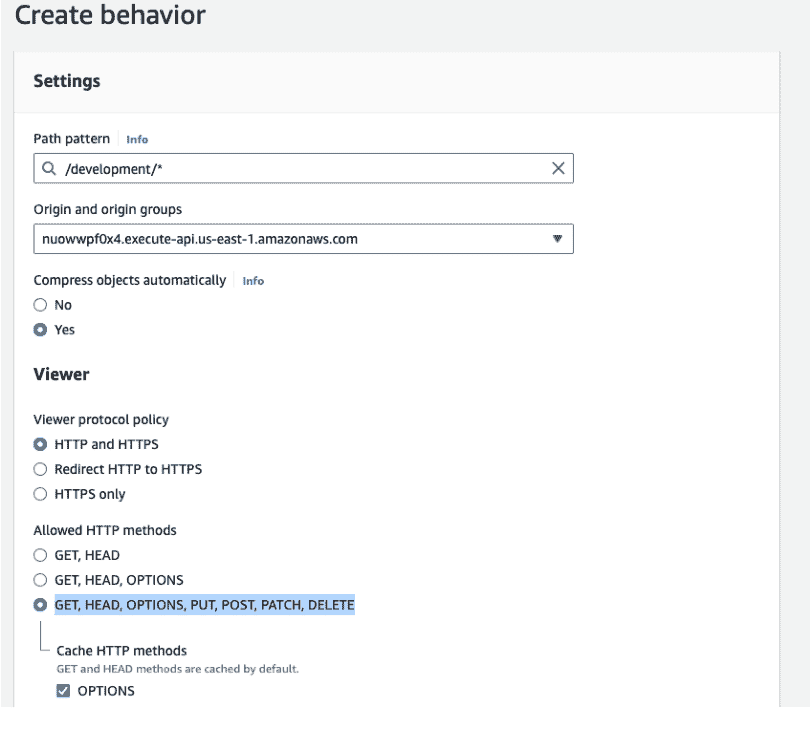 Create behavior
Settings
Path pattern Info
/development/*
Origin and origin groups
nuowwpf0x4.execute-api.us-east-1.amazonaws.com
Compress objects automatically Info
No
Yes
Viewer
Viewer protocol policy
HTTP and HTTPS
Redirect HTTP to HTTPS
HTTPS only
Allowed HTTP methods
GET, HEAD
GET, HEAD, OPTIONS
GET, HEAD, OPTIONS, PUT, POST, PATCH, DELETE
Cache HTTP methods
GET and HEAD methods are cached by default.
OPTIONS